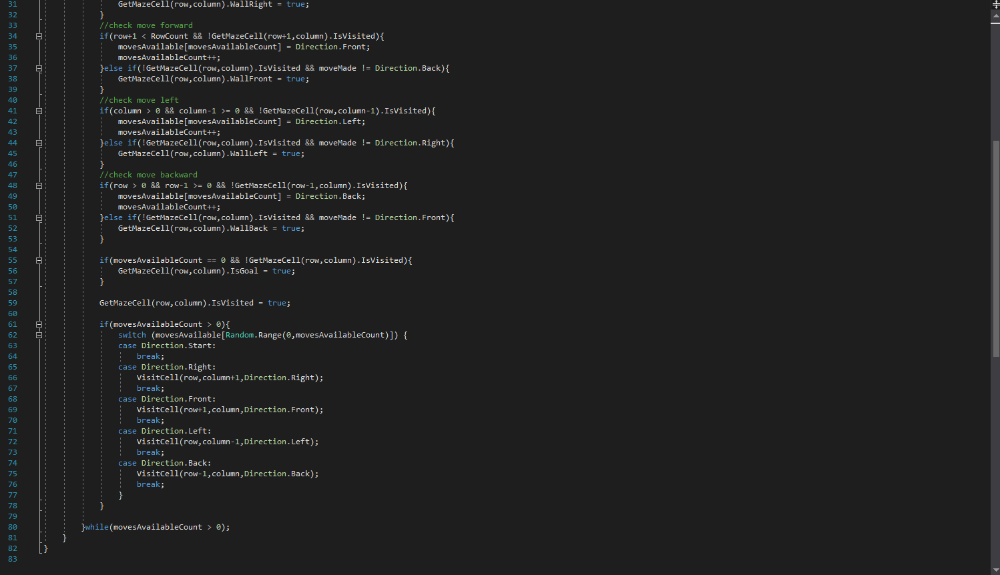 31 GetMazeCell(row,column).WallRight = true;
32 }
33 //check move forward
34 if(row+1 < RowCount && !GetMazeCell(row+1,column).IsVisited){
35 movesAvailable[movesAvailableCount] = Direction.Front;
36 movesAvailableCount++;
37 }else if(!GetMazeCell(row,column).IsVisited && moveMade != Direction.Back){
38 GetMazeCell(row,column).WallFront = true;
39 }
40 //check move left
41 if(column > 0 && column-1 >= 0 && !GetMazeCell(row,column-1).IsVisited){
42 movesAvailable[movesAvailableCount] = Direction.Left;
43 movesAvailableCount++;
44 }else if(!GetMazeCell(row,column).IsVisited && moveMade != Direction.Right){
45 GetMazeCell(row,column).WallLeft = true;
46 }
47 //check move backward
48 if(row > 0 && row-1 >= 0 && !GetMazeCell(row-1,column).IsVisited){
49 movesAvailable[movesAvailableCount] = Direction.Back;
50 movesAvailableCount++;
51 }else if(!GetMazeCell(row,column).IsVisited && moveMade != Direction.Front){
52 GetMazeCell(row,column).WallBack = true;
53 }
54
55 if(movesAvailableCount == 0 && !GetMazeCell(row,column).IsVisited){
56 GetMazeCell(row,column).IsGoal = true;
57 }
58
59 GetMazeCell(row,column).IsVisited = true;
60
61 if(movesAvailableCount > 0){
62 switch (movesAvailable[Random.Range(0,movesAvailableCount)]) {
63 case Direction.Start:
64 break;
65 case Direction.Right:
66 VisitCell(row,column+1,Direction.Right);
67 break;
68 case Direction.Front:
69 VisitCell(row+1,column,Direction.Front);
70 break;
71 case Direction.Left:
72 VisitCell(row,column-1,Direction.Left);
73 break;
74 case Direction.Back:
75 VisitCell(row-1,column,Direction.Back);
76 break;
77 }
78 }
79
80 }while(movesAvailableCount > 0);
81 }
82 }
83